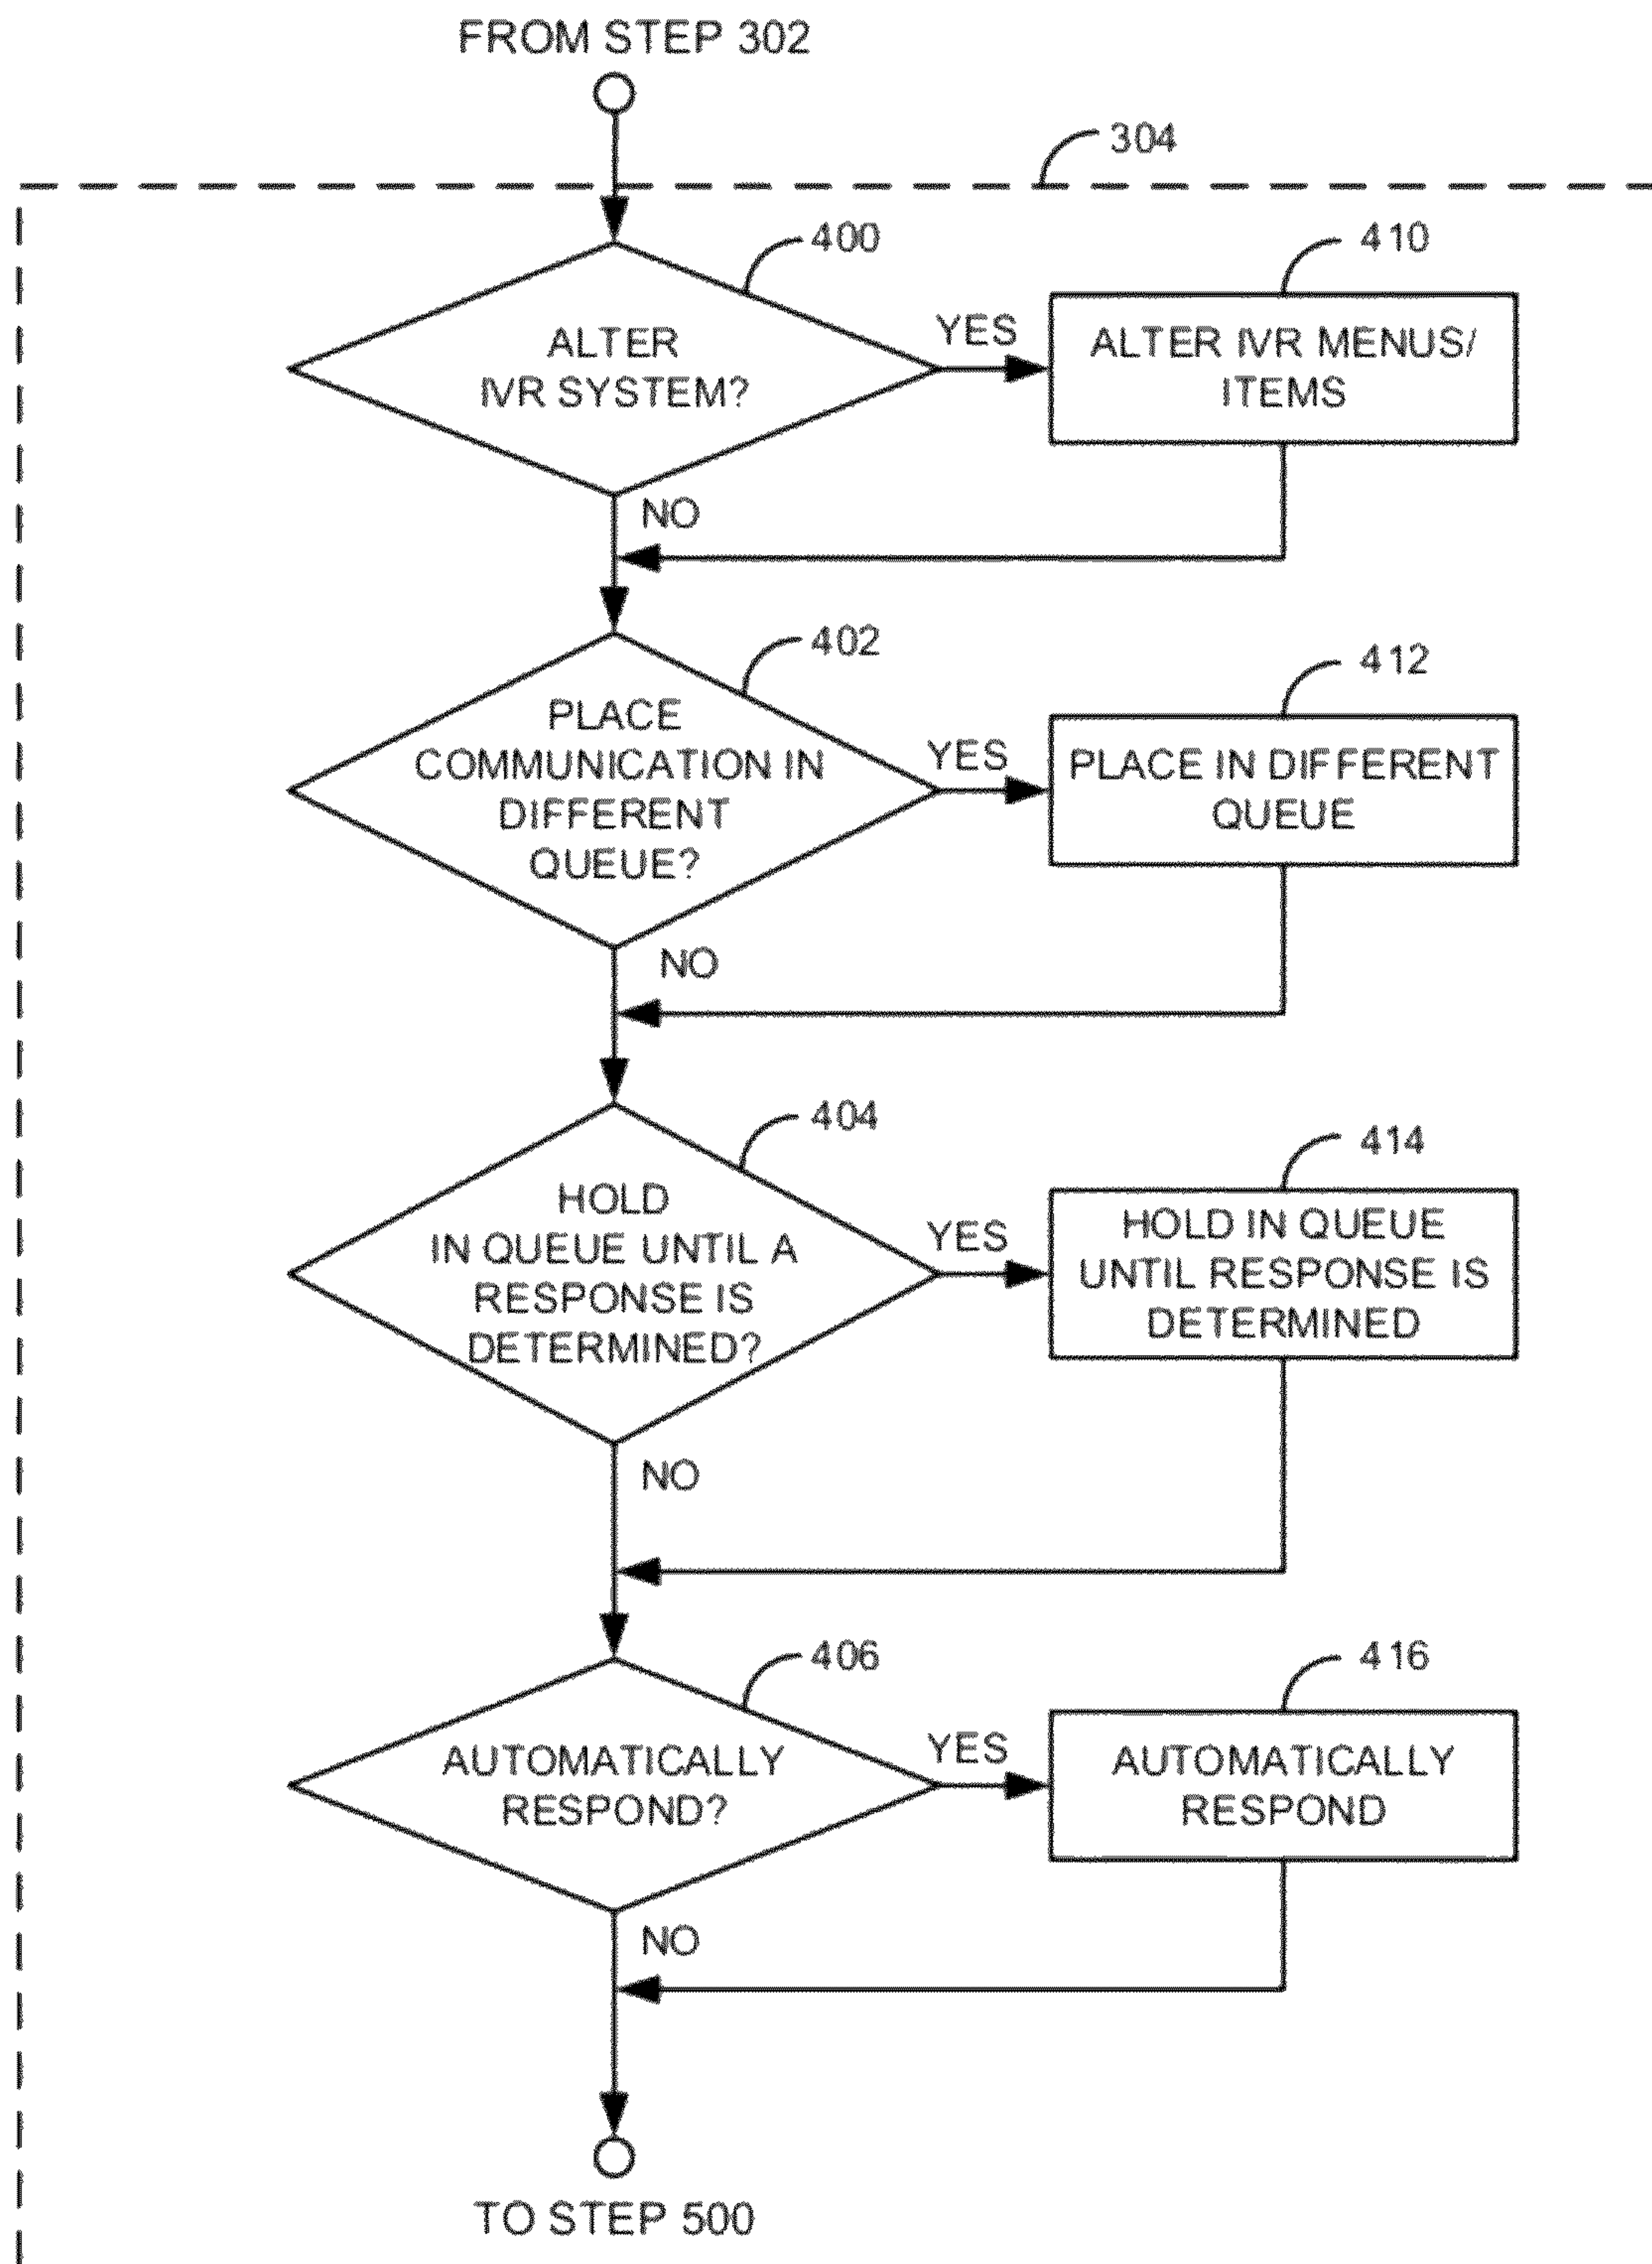 FROM STEP 302
304
400
410
ALTER
IVR SYSTEM?
YES
ALTER IVR MENUS/
ITEMS
NO
402
412
PLACE
COMMUNICATION IN
DIFFERENT
QUEUE?
YES
PLACE IN DIFFERENT
QUEUE
NO
404
414
HOLD
IN QUEUE UNTIL A
RESPONSE IS
DETERMINED?
YES
HOLD IN QUEUE
UNTIL RESPONSE IS
DETERMINED
NO
406
416
AUTOMATICALLY
RESPOND?
YES
AUTOMATICALLY
RESPOND
NO
TO STEP 500